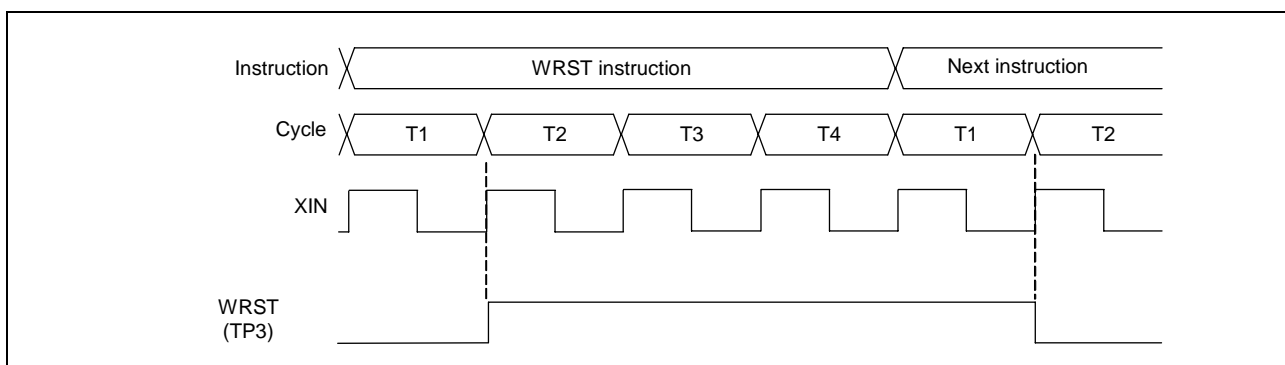 Instruction WRST instruction Next instruction
Cycle T1 T2 T3 T4 T1 T2
XIN
WRST
(TP3)